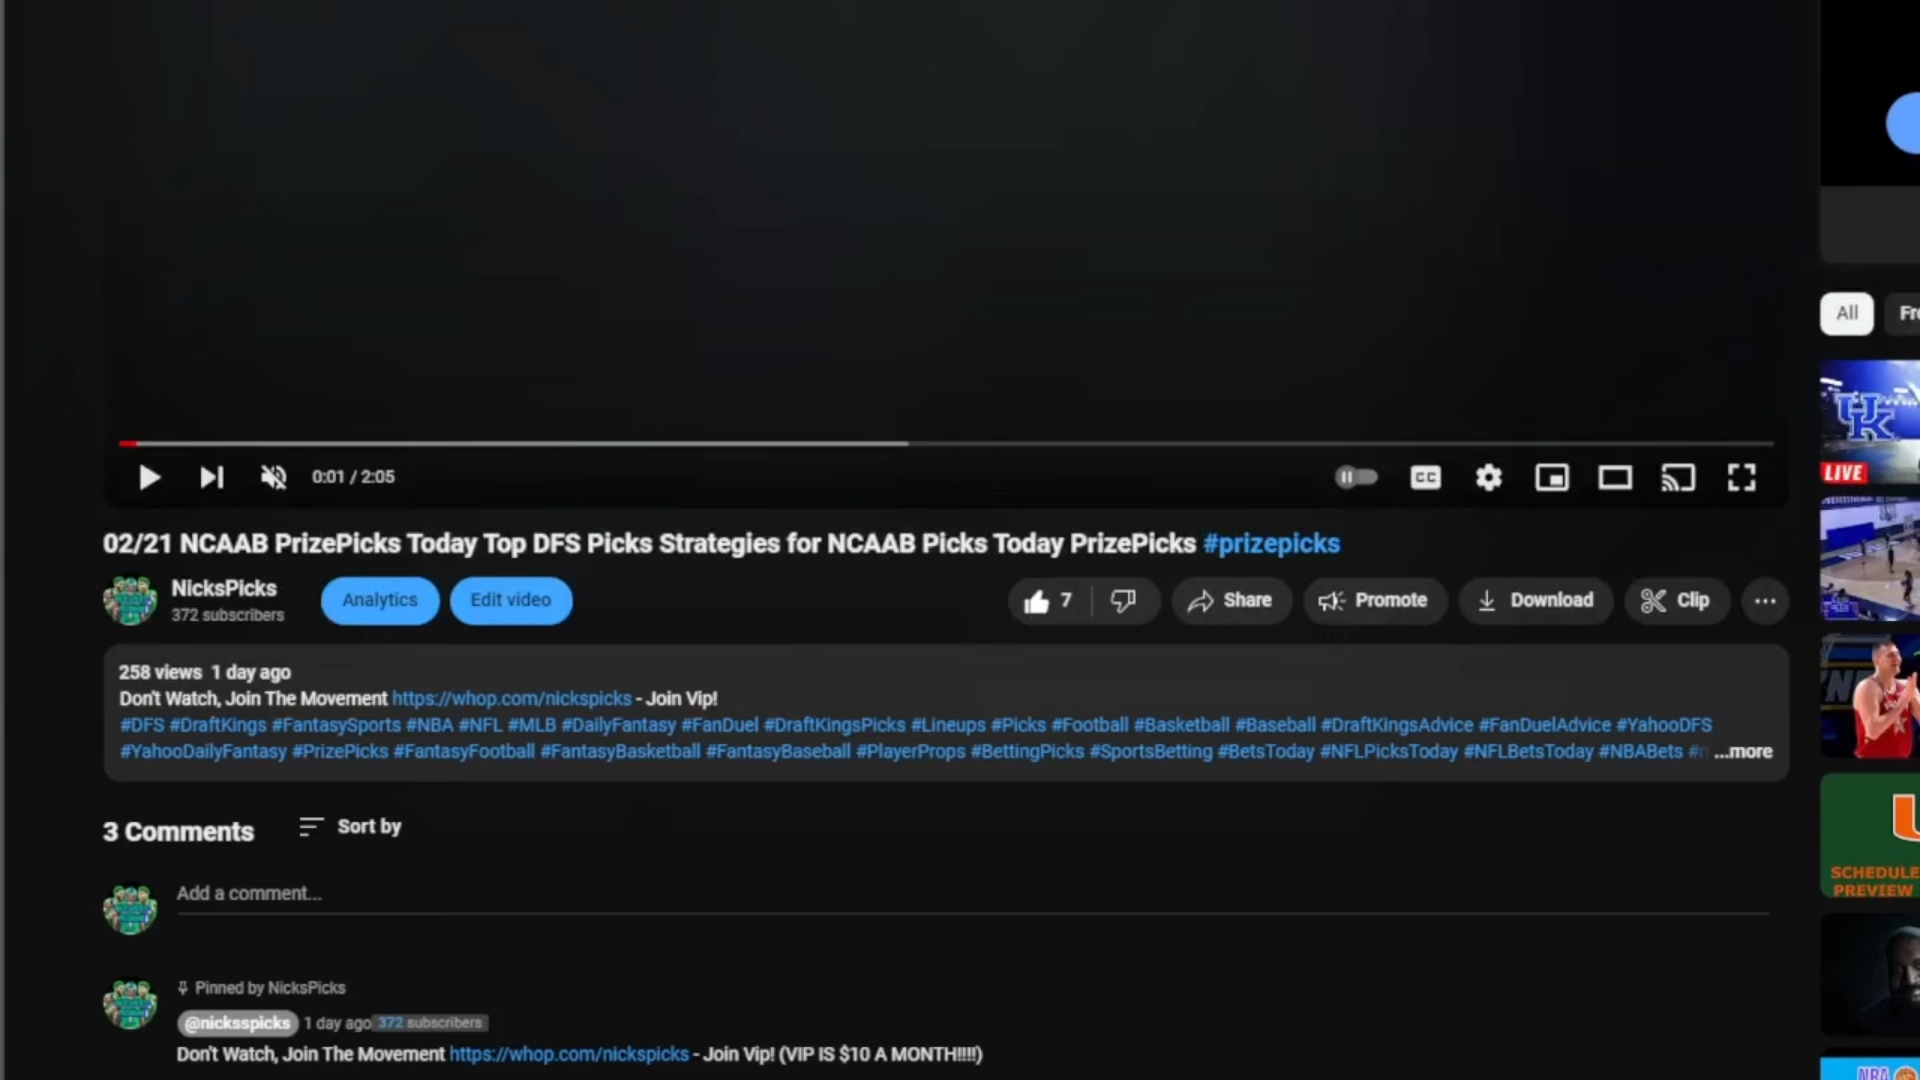 All
LIVE
0:01 / 2:05
CC
02/21 NCAAB PrizePicks Today Top DFS Picks Strategies for NCAAB Picks Today PrizePicks #prizepicks
NicksPicks
372 subscribers
Analytics
Edit video
7
Share
Promote
Download
Clip
258 views 1 day ago
Don't Watch, Join The Movement https://whop.com/nickspicks - Join Vip!
#DFS #DraftKings #FantasySports #NBA #NFL #MLB #DailyFantasy #FanDuel #DraftKingsPicks #Lineups #Picks #Football #Basketball #Baseball #DraftKingsAdvice #FanDuelAdvice #YahooDFS
#YahooDailyFantasy #PrizePicks #FantasyFootball #FantasyBasketball #FantasyBaseball #PlayerProps #BettingPicks #SportsBetting #BetsToday #NFLPicksToday #NFLBetsToday #NBABets #n ...more
3 Comments
Sort by
Add a comment...
Pinned by NicksPicks
@nicksspicks 1 day ago 372 subscribers
Don't Watch, Join The Movement https://whop.com/nickspicks - Join Vip! (VIP IS $10 A MONTH!!!!)
SCHEDULE
PREVIEW
NBA